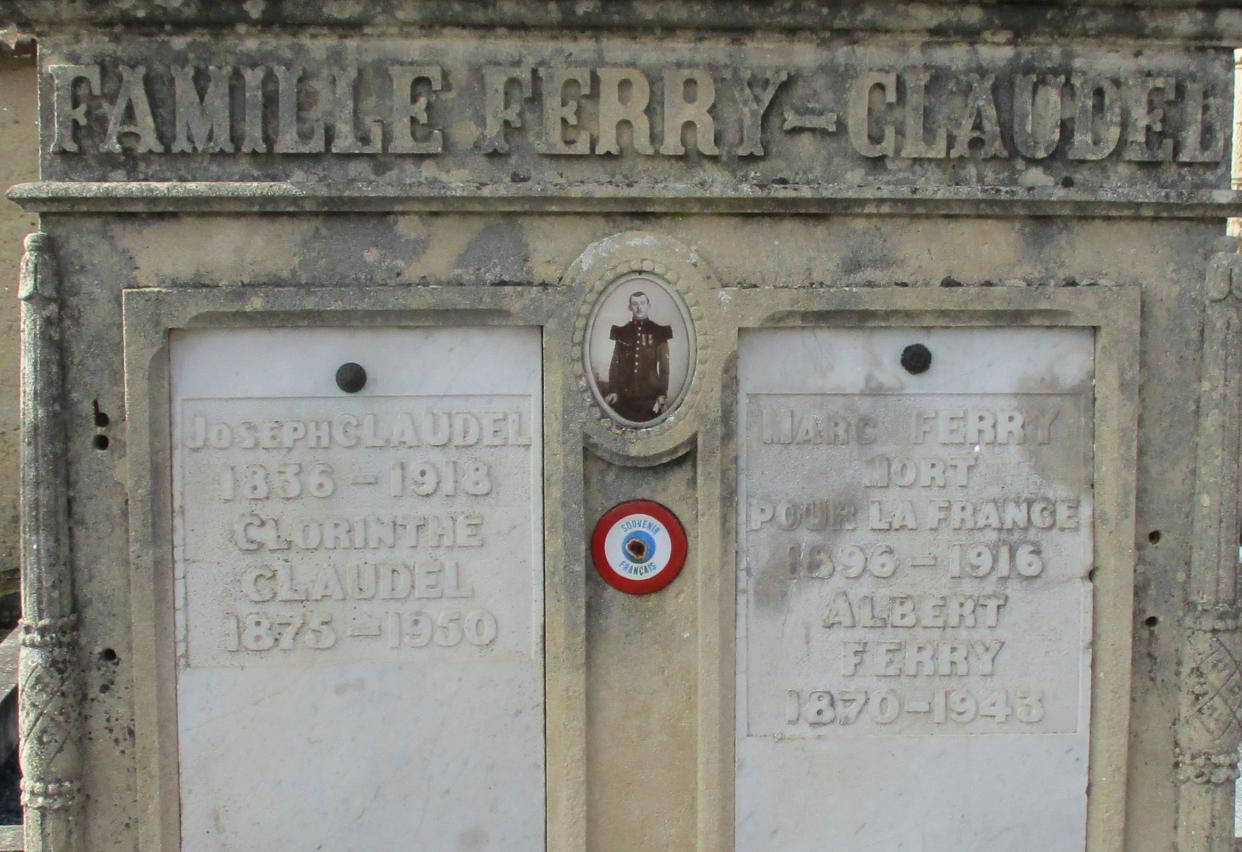 FAMILLE FERRY-CLAUDEL
JOSEPH CLAUDEL
1836 - 1918
CLORINTHE
CLAUDEL
1875 - 1950
SOUVENIR
FRANÇAIS
MARC FERRY
MORT
POUR LA FRANCE
1896 - 1916
ALBERT
FERRY
1870 - 1943